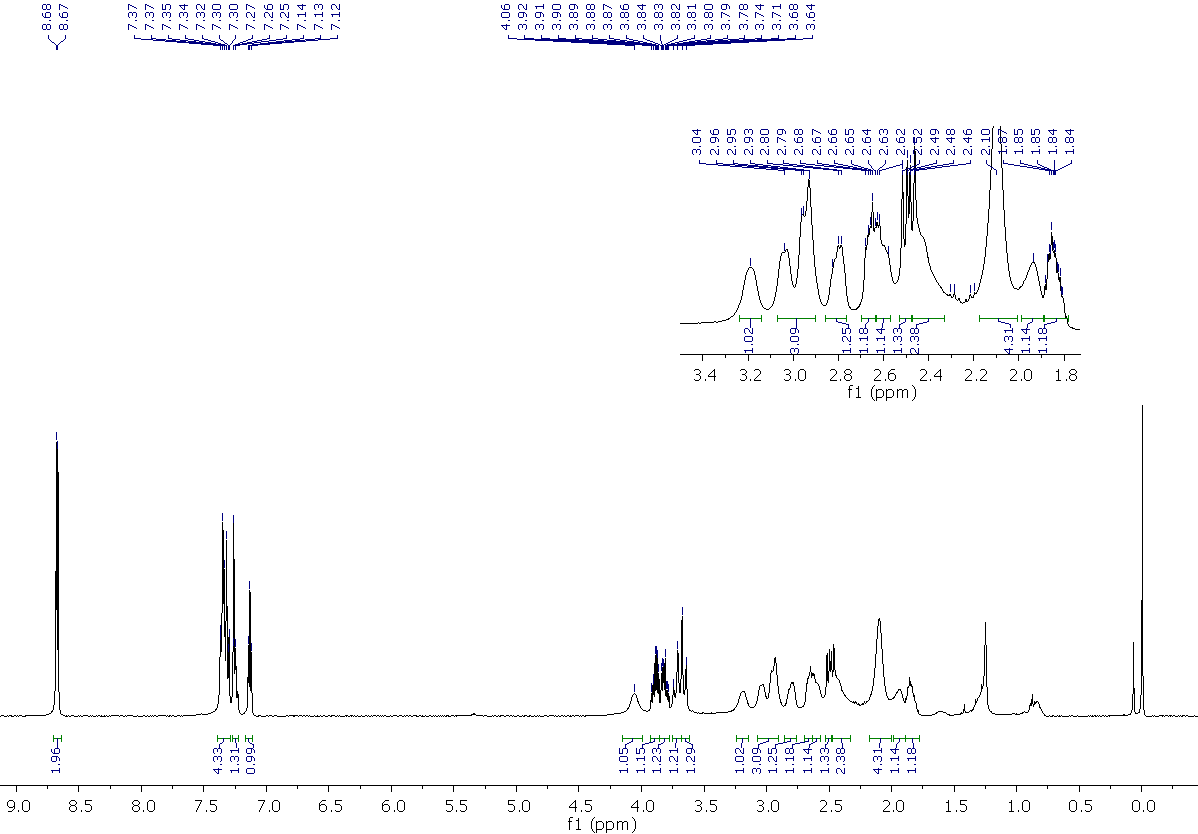 8.68 8.67 7.37 7.37 7.35 7.34 7.32 7.30 7.30 7.27 7.26 7.25 7.14 7.13 7.12 4.06 3.92 3.91 3.90 3.89 3.88 3.87 3.86 3.84 3.83 3.82 3.81 3.80 3.79 3.78 3.74 3.71 3.68 3.64
3.04 2.96 2.95 2.93 2.80 2.79 2.68 2.67 2.66 2.65 2.64 2.63 2.62 2.52 2.49 2.48 2.46 2.10 1.87 1.85 1.85 1.84 1.84
1.02 3.09 1.25 1.18 1.14 1.33 2.38 4.31 1.14 1.18
3.4 3.2 3.0 2.8 2.6 2.4 2.2 2.0 1.8
f1 (ppm)
1.96 4.33 1.31 0.99 1.05 1.15 1.23 1.21 1.29 1.02 3.09 1.25 1.18 1.14 1.33 2.38 4.31 1.14 1.18
9.0 8.5 8.0 7.5 7.0 6.5 6.0 5.5 5.0 4.5 4.0 3.5 3.0 2.5 2.0 1.5 1.0 0.5 0.0
f1 (ppm)